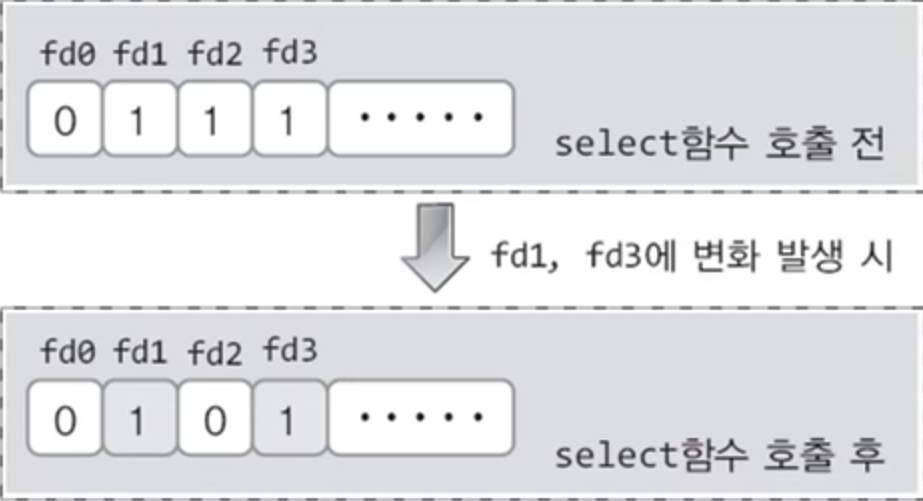 fd0 fd1 fd2 fd3
0 1 1 1 ·····
select함수 호출 전
fd1, fd3에 변화 발생 시
fd0 fd1 fd2 fd3
0 1 0 1 ·····
select함수 호출 후